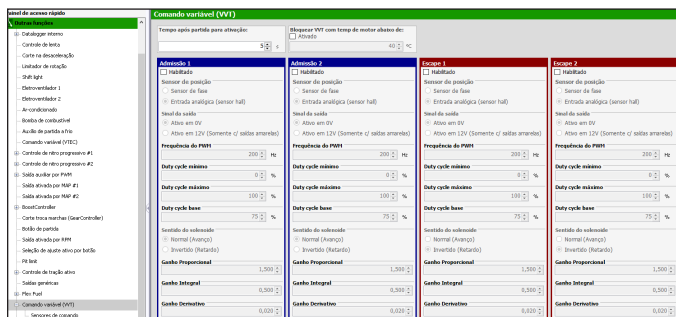 ainel de acesso rápido
Outras funções
Datalogger interno
Controle de lenta
Corte na desaceleração
Limitador de rotação
Shift light
Eletroventilador 1
Eletroventilador 2
Ar-condicionado
Bomba de combustível
Auxílio de partida a frio
Comando variável (VTEC)
Controle de nitro progressivo #1
Controle de nitro progressivo #2
Saída auxiliar por PWM
Saída ativada por MAP #1
Saída ativada por MAP #2
BoostController
Corte troca marchas (GearController)
Botão de partida
Saída ativada por RPM
Seleção de ajuste ativo por botão
Pit limit
Controle de tração ativo
Saídas genéricas
Flex Fuel
Comando variável (VVT)
Sensores de comando
Comando variável (VVT)
Tempo após partida para ativação:
5 s
Bloquear VVT com temp de motor abaixo de:
Ativado
40 ºC
Admissão 1
Habilitado
Sensor de posição
Sensor de fase
Entrada analógica (sensor hall)
Sinal da saída
Ativo em 0V
Ativo em 12V (Somente c/ saídas amarelas)
Frequência do PWM
200 Hz
Duty cycle mínimo
0 %
Duty cycle máximo
100 %
Duty cycle base
75 %
Sentido do solenoide
Normal (Avanço)
Invertido (Retardo)
Ganho Proporcional
1,500
Ganho Integral
0,500
Ganho Derivativo
0,020
Admissão 2
Habilitado
Sensor de posição
Sensor de fase
Entrada analógica (sensor hall)
Sinal da saída
Ativo em 0V
Ativo em 12V (Somente c/ saídas amarelas)
Frequência do PWM
200 Hz
Duty cycle mínimo
0 %
Duty cycle máximo
100 %
Duty cycle base
75 %
Sentido do solenoide
Normal (Avanço)
Invertido (Retardo)
Ganho Proporcional
1,500
Ganho Integral
0,500
Ganho Derivativo
0,020
Escape 1
Habilitado
Sensor de posição
Sensor de fase
Entrada analógica (sensor hall)
Sinal da saída
Ativo em 0V
Ativo em 12V (Somente c/ saídas amarelas)
Frequência do PWM
200 Hz
Duty cycle mínimo
0 %
Duty cycle máximo
100 %
Duty cycle base
75 %
Sentido do solenoide
Normal (Avanço)
Invertido (Retardo)
Ganho Proporcional
1,500
Ganho Integral
0,500
Ganho Derivativo
0,020
Escape 2
Habilitado
Sensor de posição
Sensor de fase
Entrada analógica (sensor hall)
Sinal da saída
Ativo em 0V
Ativo em 12V (Somente c/ saídas amarelas)
Frequência do PWM
200 Hz
Duty cycle mínimo
0 %
Duty cycle máximo
100 %
Duty cycle base
75 %
Sentido do solenoide
Normal (Avanço)
Invertido (Retardo)
Ganho Proporcional
1,500
Ganho Integral
0,500
Ganho Derivativo
0,020